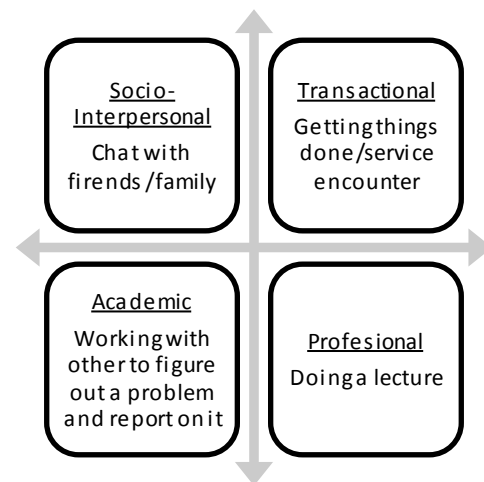 Socio-
Interpersonal
Chat with
firends/family
Transactional
Getting things
done/service
encounter
Academic
Working with
other to figure
out a problem
and report on it
Profesional
Doing a lecture